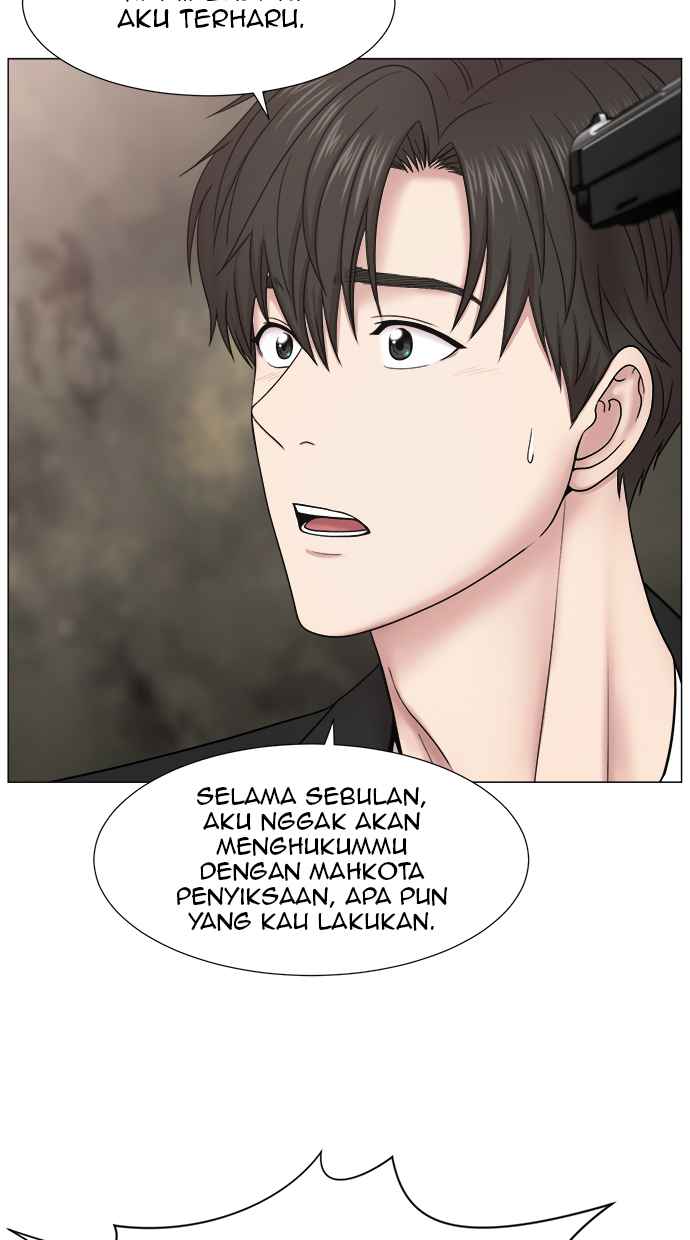 AKU TERHARU.
SELAMA SEBULAN,
AKU NGGAK AKAN
MENGHUKUMMU
DENGAN MAHKOTA
PENYIKSAAN, APA PUN
YANG KAU LAKUKAN.